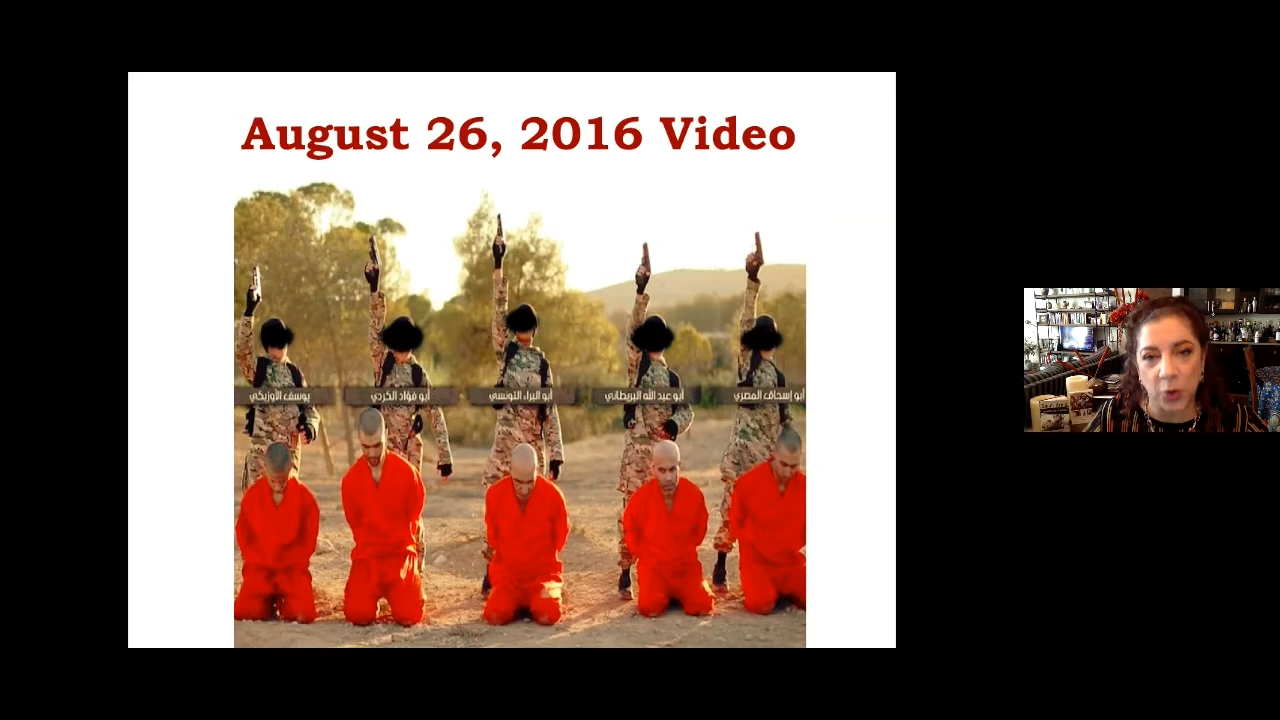 August 26, 2016 Video
يوسف الأوزبكي
أبو فؤاد الكردي
أبو البراء التونسي
أبو عبد الله البريطاني
أبو إسحاق المصري